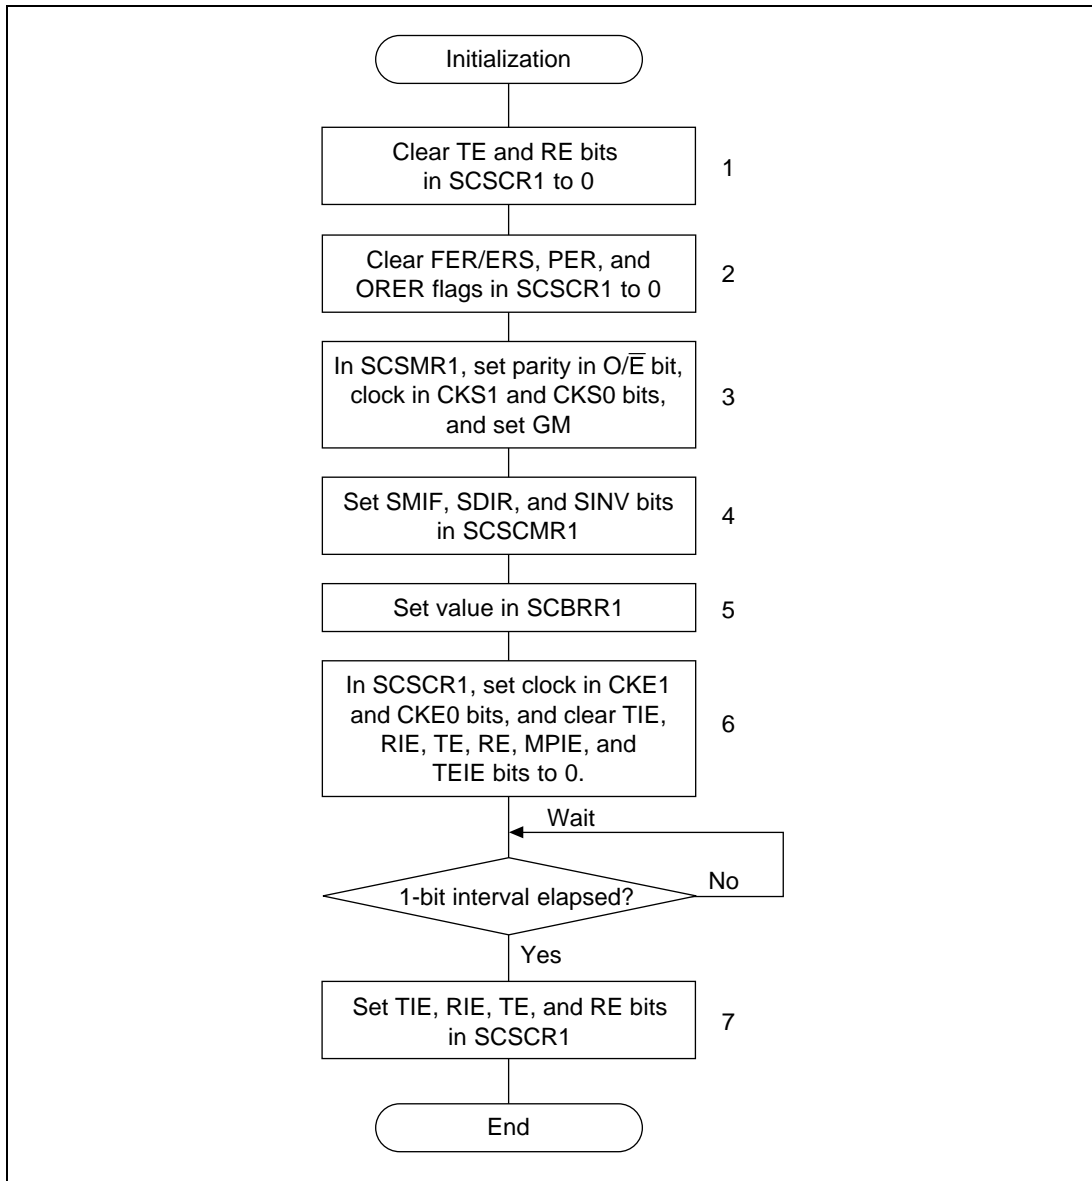 Initialization
Clear TE and RE bits
in SCSCR1 to 0
1
Clear FER/ERS, PER, and
ORER flags in SCSCR1 to 0
2
In SCSMR1, set parity in O/E̅ bit,
clock in CKS1 and CKS0 bits,
and set GM
3
Set SMIF, SDIR, and SINV bits
in SCSCMR1
4
Set value in SCBRR1
5
In SCSCR1, set clock in CKE1
and CKE0 bits, and clear TIE,
RIE, TE, RE, MPIE, and
TEIE bits to 0.
6
Wait
1-bit interval elapsed?
No
Yes
Set TIE, RIE, TE, and RE bits
in SCSCR1
7
End